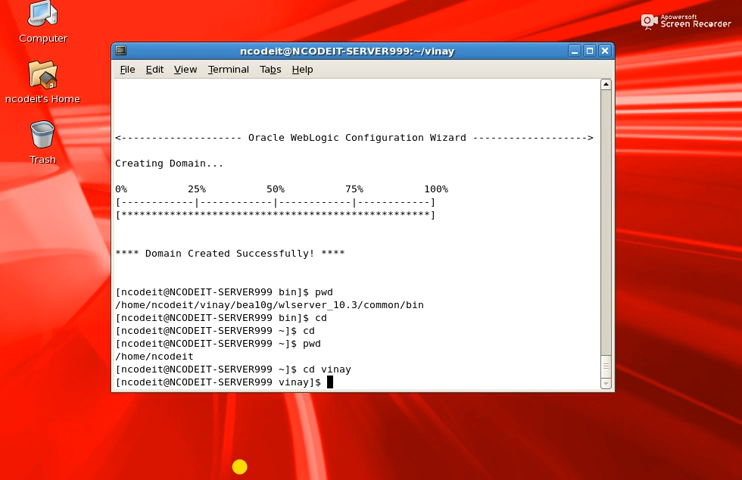 Computer
ncodeit's Home
Trash
Apowersoft
Screen Recorder
ncodeit@NCODEIT-SERVER999:~/vinay
File Edit View Terminal Tabs Help
<------------------- Oracle WebLogic Configuration Wizard ------------------>
Creating Domain...
0% 25% 50% 75% 100%
[------------|------------|------------|------------]
[***************************************************]
**** Domain Created Successfully! ****
[ncodeit@NCODEIT-SERVER999 bin]$ pwd
/home/ncodeit/vinay/bea10g/wlserver_10.3/common/bin
[ncodeit@NCODEIT-SERVER999 bin]$ cd
[ncodeit@NCODEIT-SERVER999 ~]$ cd
[ncodeit@NCODEIT-SERVER999 ~]$ pwd
/home/ncodeit
[ncodeit@NCODEIT-SERVER999 ~]$ cd vinay
[ncodeit@NCODEIT-SERVER999 vinay]$